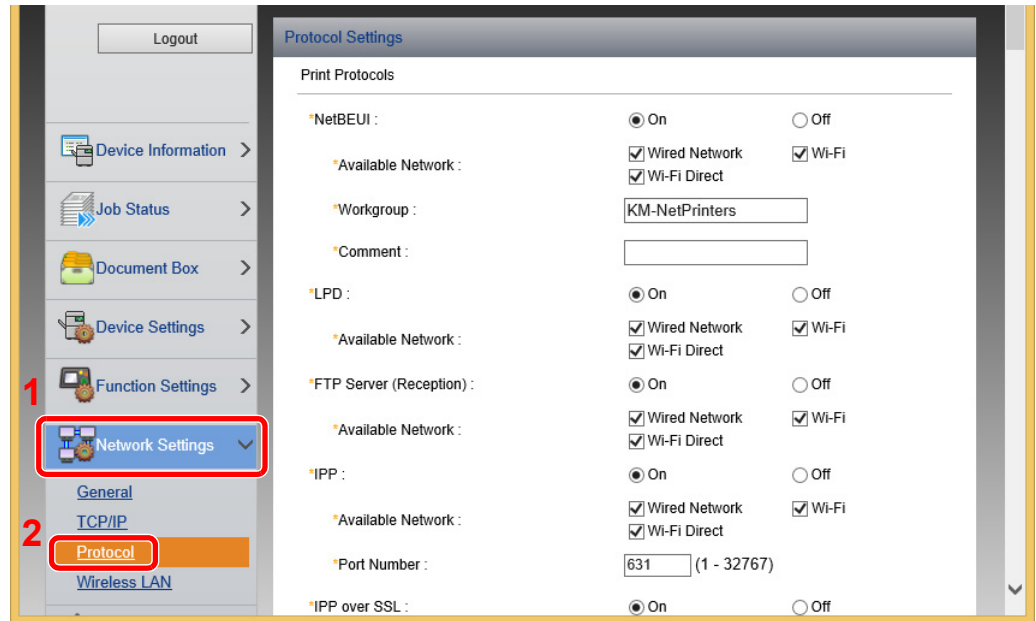 Logout
Device Information
Job Status
Document Box
Device Settings
1
Function Settings
Network Settings
General
TCP/IP
2
Protocol
Wireless LAN
Protocol Settings
Print Protocols
*NetBEUI : On Off
*Available Network : Wired Network Wi-Fi
Wi-Fi Direct
*Workgroup : KM-NetPrinters
*Comment :
*LPD : On Off
*Available Network : Wired Network Wi-Fi
Wi-Fi Direct
*FTP Server (Reception) : On Off
*Available Network : Wired Network Wi-Fi
Wi-Fi Direct
*IPP : On Off
*Available Network : Wired Network Wi-Fi
Wi-Fi Direct
*Port Number : 631 (1 - 32767)
*IPP over SSL : On Off